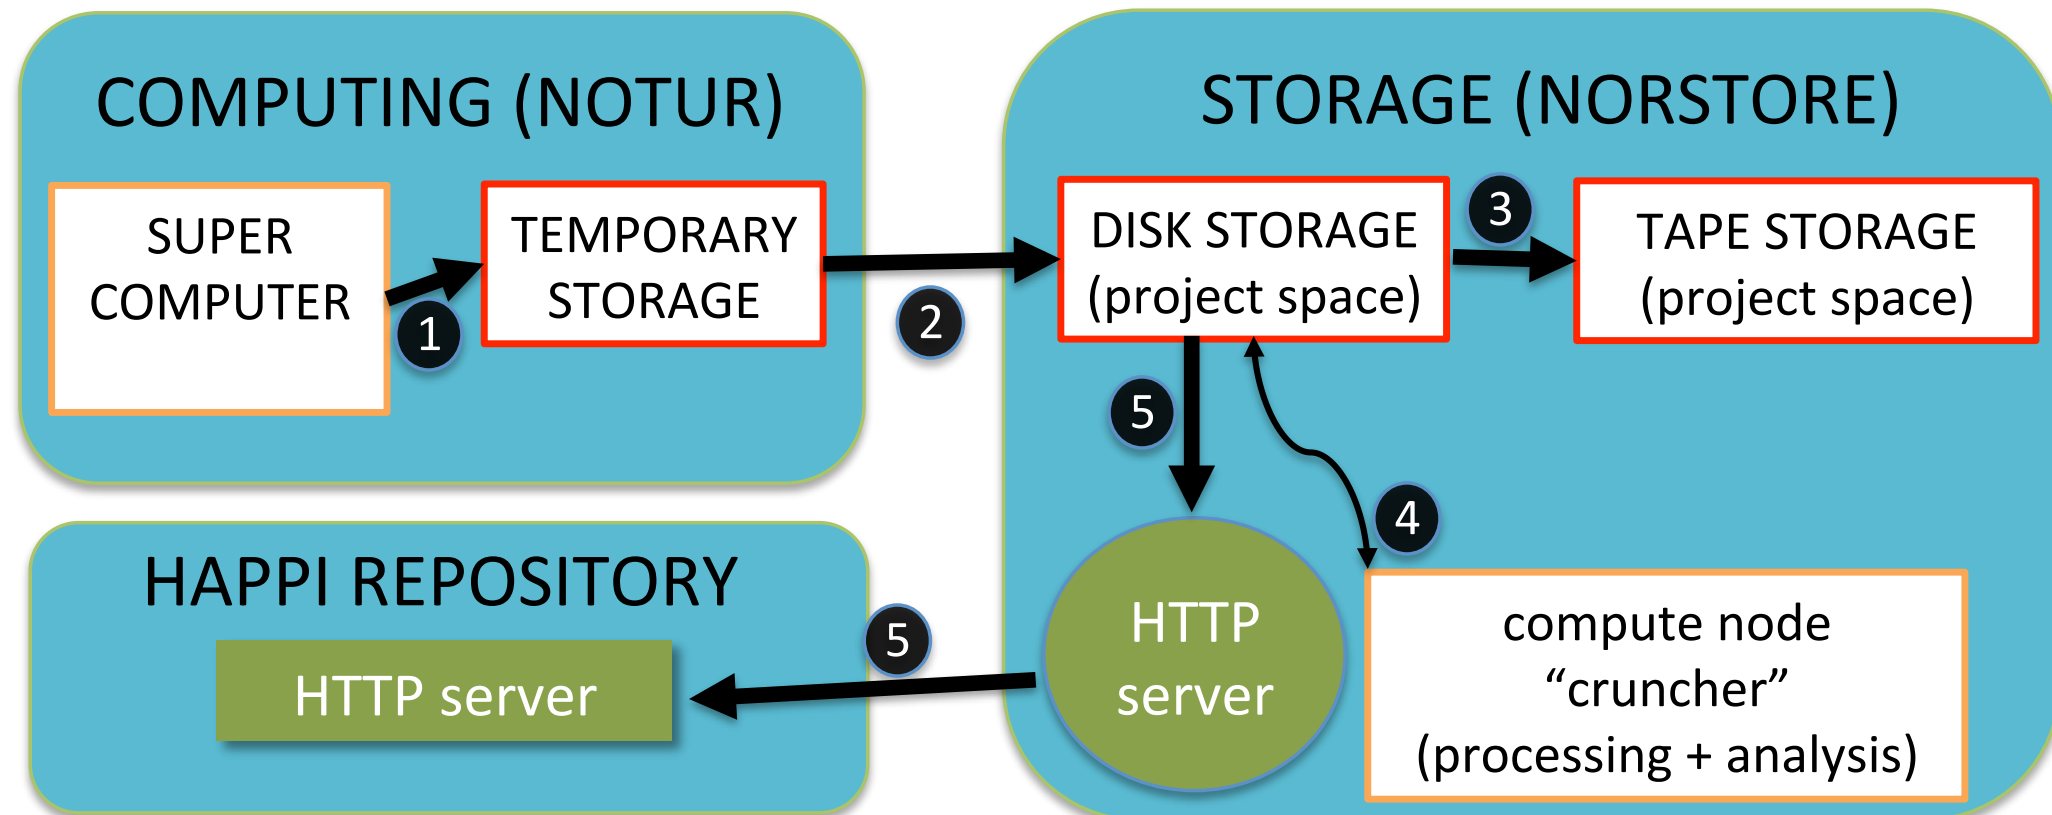 COMPUTING (NOTUR)
SUPER
COMPUTER
1
TEMPORARY
STORAGE
2
STORAGE (NORSTORE)
DISK STORAGE
(project space)
3
TAPE STORAGE
(project space)
5
4
HTTP
server
compute node
“cruncher”
(processing + analysis)
HAPPI REPOSITORY
5
HTTP server